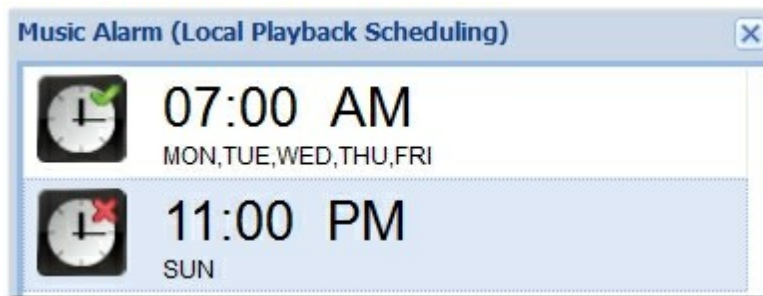 Music Alarm (Local Playback Scheduling)
07:00 AM
MON,TUE,WED,THU,FRI
11:00 PM
SUN